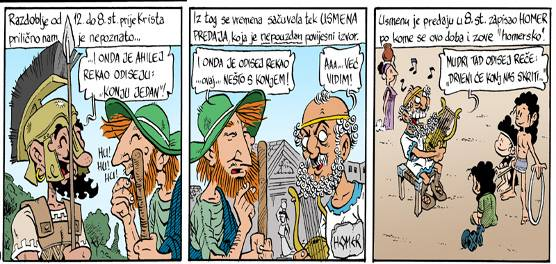 Razdoblje od 12. do 8. st. prije Krista
prilično nam je nepoznato...
...I ONDA JE AHILEJ
REKAO ODISEJU:
...„KONJU JEDAN"!
HU!
HU!
HU!
Iz tog se vremena sačuvala tek USMENA
PREDAJA, koja je nepouzdan povijesni izvor.
I ONDA JE ODISEJ REKAO
...ovaj... NEŠTO S KONJEM!
AAA... VEĆ
VIDIM!
HOMER
Usmenu je predaju u 8. st. zapisao HOMER
po kome se ovo doba i zove "homersko".
MUDRI TAD ODISEJ REČE:
„DRVENI ĆE KONJ NAS SKRITI..."